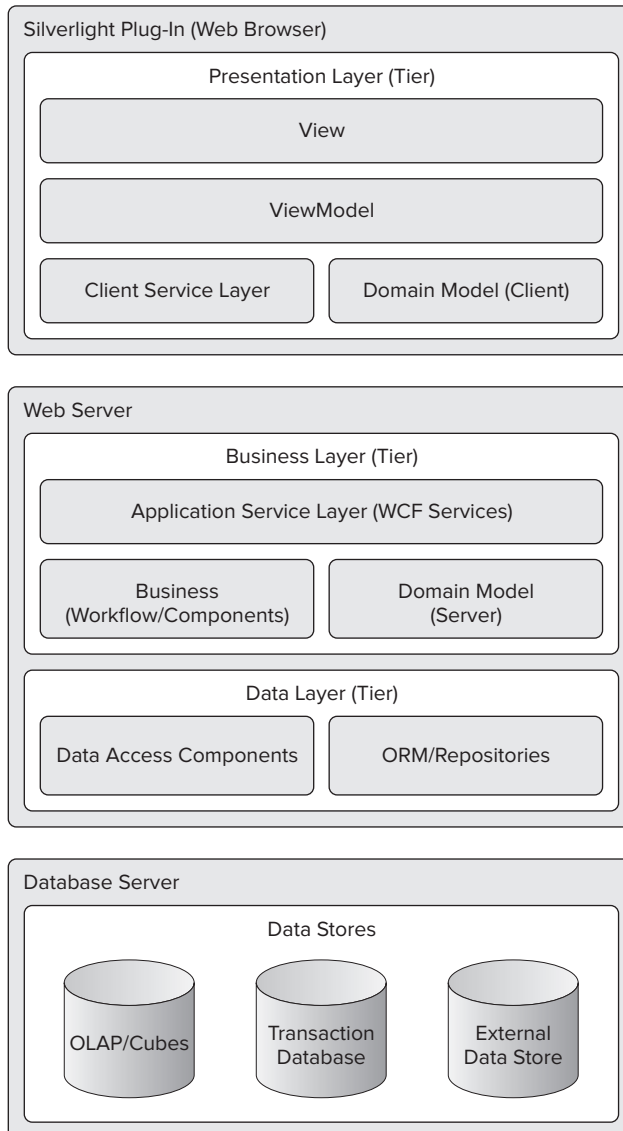 Silverlight Plug-In (Web Browser)
Presentation Layer (Tier)
View
ViewModel
Client Service Layer
Domain Model (Client)
Web Server
Business Layer (Tier)
Application Service Layer (WCF Services)
Business
(Workflow/Components)
Domain Model
(Server)
Data Layer (Tier)
Data Access Components
ORM/Repositories
Database Server
Data Stores
OLAP/Cubes
Transaction
Database
External
Data Store